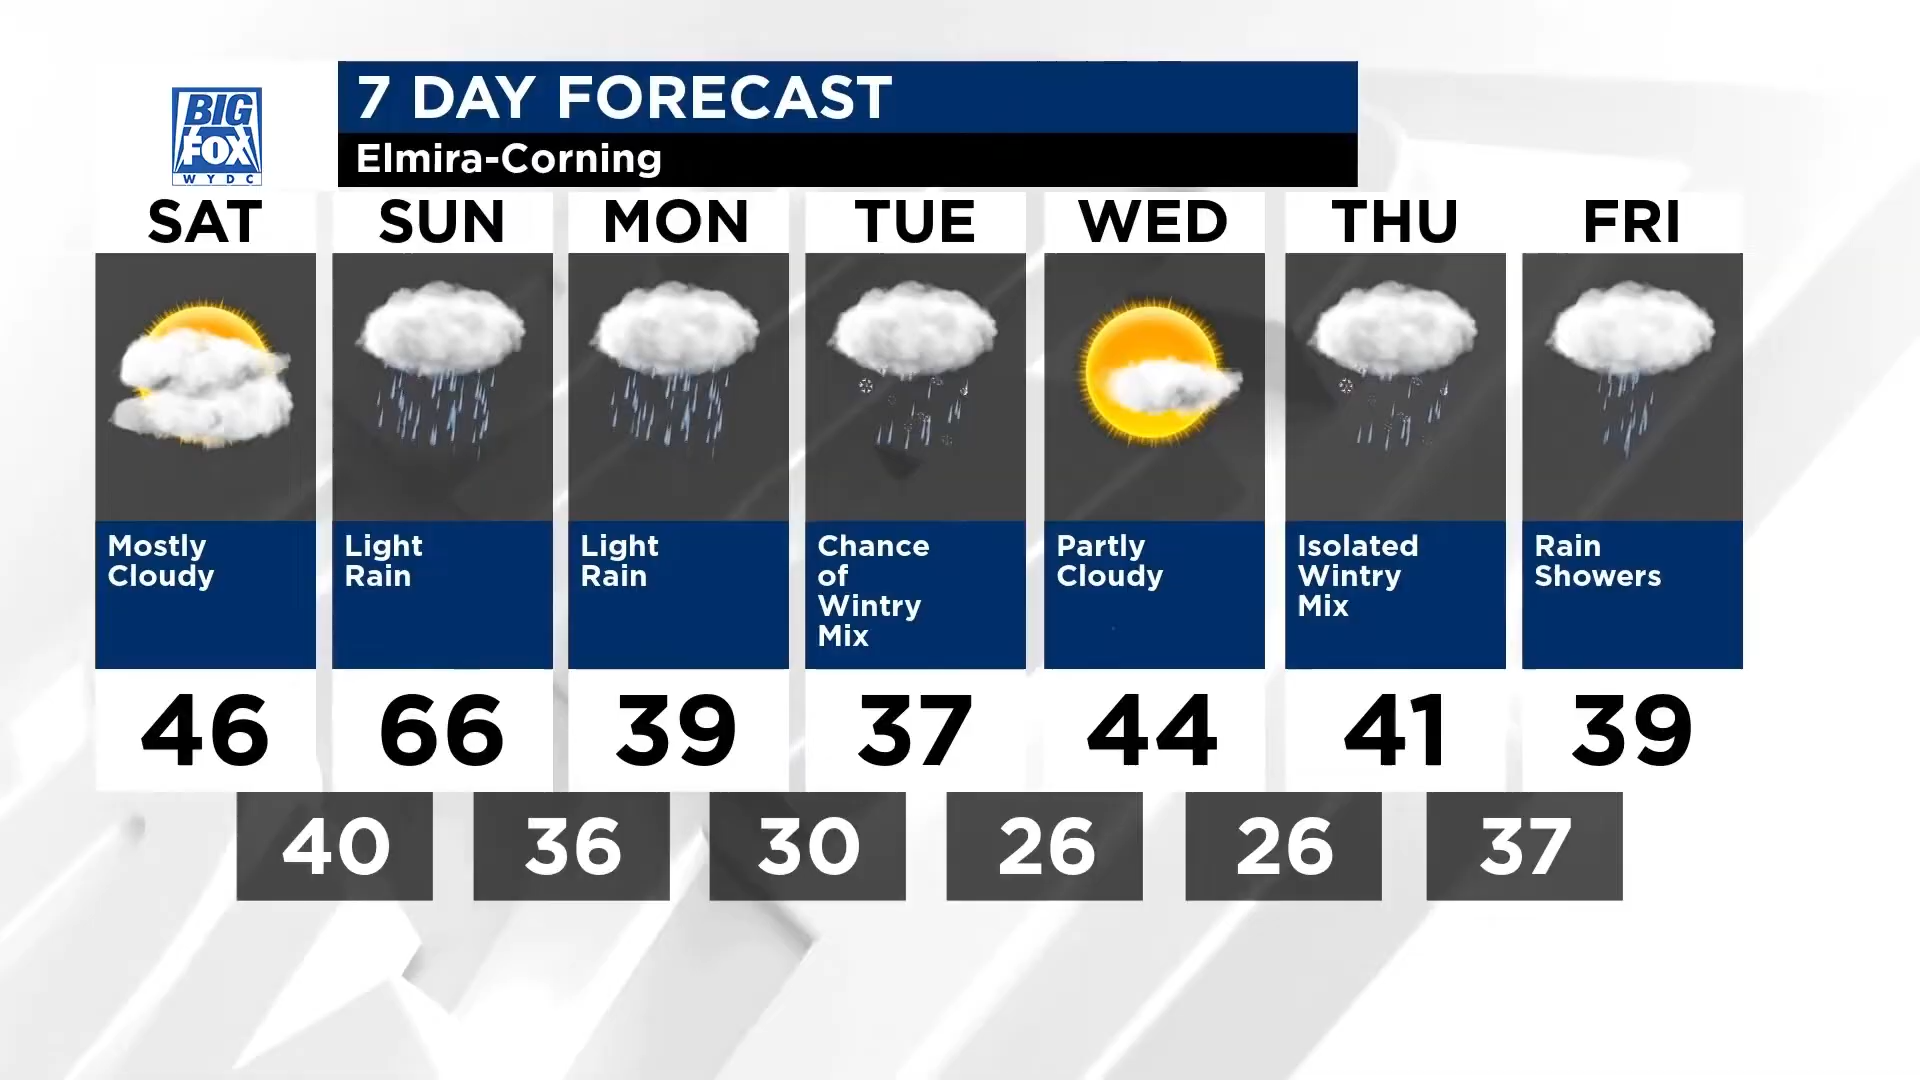 BIG
FOX
WYDC
7 DAY FORECAST
Elmira-Corning
SAT SUN MON TUE WED THU FRI
Mostly
Cloudy
Light
Rain
Light
Rain
Chance
of
Wintry
Mix
Partly
Cloudy
Isolated
Wintry
Mix
Rain
Showers
46 66 39 37 44 41 39
40 36 30 26 26 37